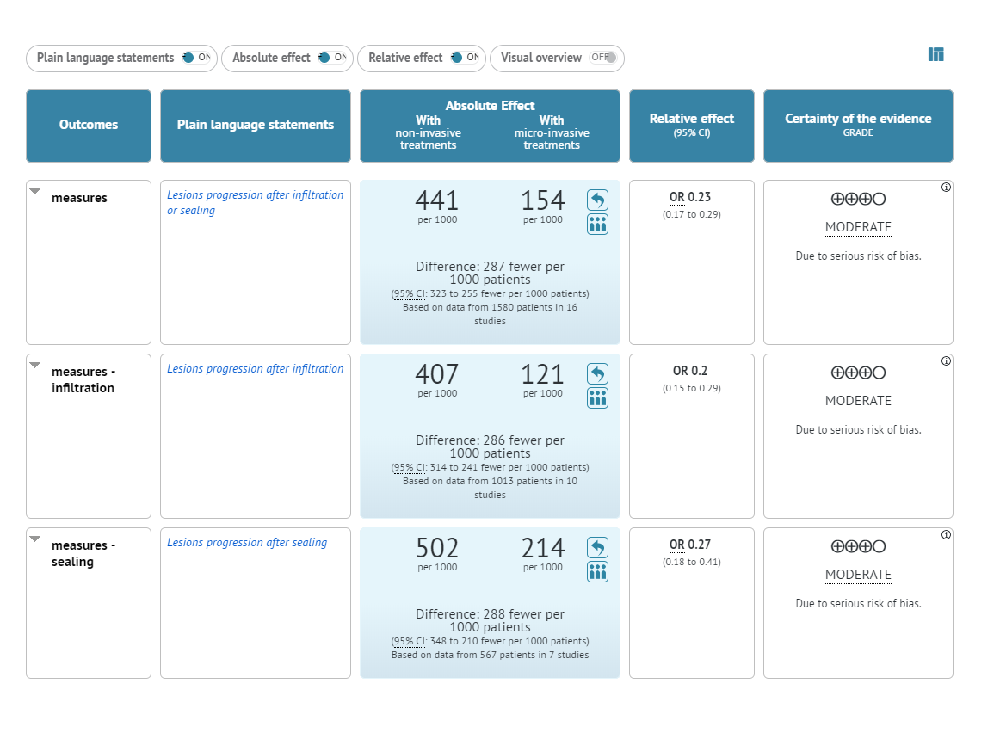 Plain language statements ON
Absolute effect ON
Relative effect ON
Visual overview OFF
Outcomes
Plain language statements
Absolute Effect
With
non-invasive
treatments
With
micro-invasive
treatments
Relative effect
(95% CI)
Certainty of the evidence
GRADE
measures
Lesions progression after infiltration
or sealing
441
per 1000
154
per 1000
Difference: 287 fewer per
1000 patients
(95% CI: 323 to 255 fewer per 1000 patients)
Based on data from 1580 patients in 16
studies
OR 0.23
(0.17 to 0.29)
MODERATE
Due to serious risk of bias.
measures -
infiltration
Lesions progression after infiltration
407
per 1000
121
per 1000
Difference: 286 fewer per
1000 patients
(95% CI: 314 to 241 fewer per 1000 patients)
Based on data from 1013 patients in 10
studies
OR 0.2
(0.15 to 0.29)
MODERATE
Due to serious risk of bias.
measures -
sealing
Lesions progression after sealing
502
per 1000
214
per 1000
Difference: 288 fewer per
1000 patients
(95% CI: 348 to 210 fewer per 1000 patients)
Based on data from 567 patients in 7 studies
OR 0.27
(0.18 to 0.41)
MODERATE
Due to serious risk of bias.